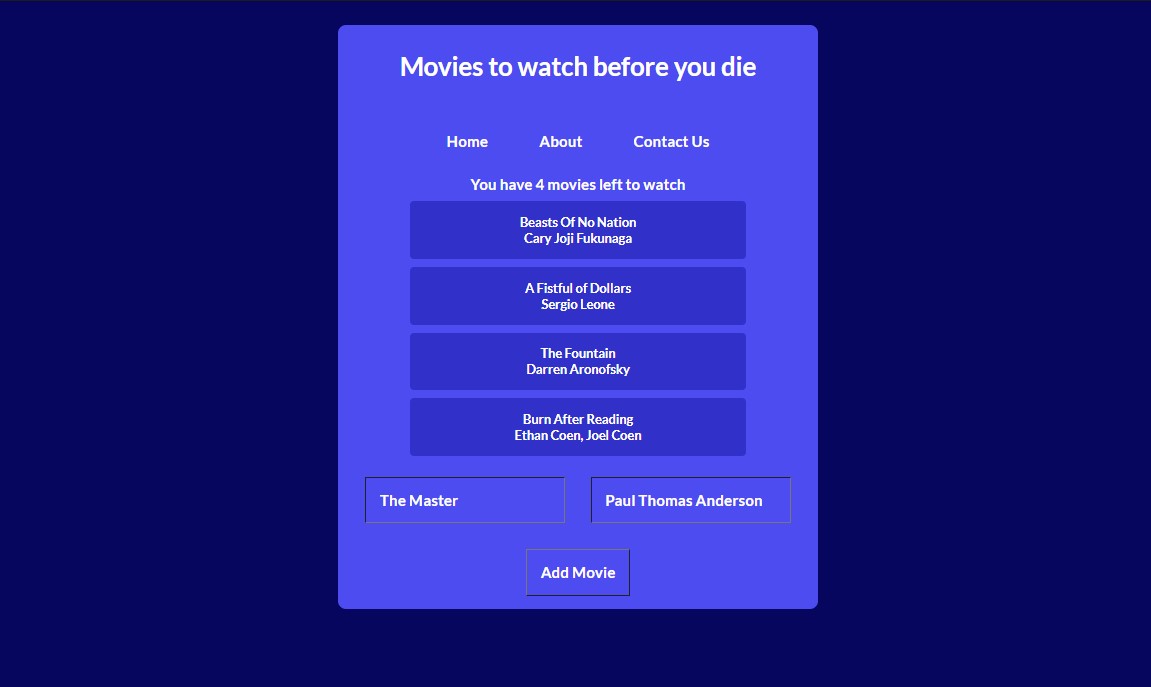 Movies to watch before you die
Home About Contact Us
You have 4 movies left to watch
Beasts Of No Nation
Cary Joji Fukunaga
A Fistful of Dollars
Sergio Leone
The Fountain
Darren Aronofsky
Burn After Reading
Ethan Coen, Joel Coen
The Master Paul Thomas Anderson
Add Movie